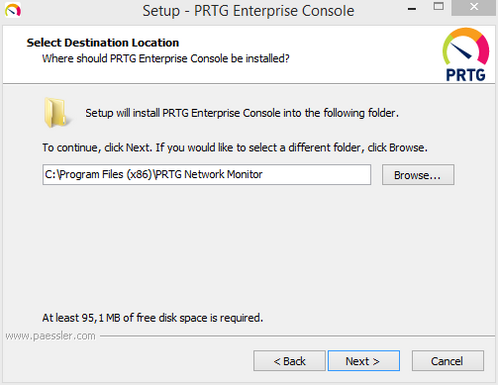 Setup - PRTG Enterprise Console
Select Destination Location
Where should PRTG Enterprise Console be installed?
PRTG
Setup will install PRTG Enterprise Console into the following folder.
To continue, click Next. If you would like to select a different folder, click Browse.
C:\Program Files (x86)\PRTG Network Monitor
Browse...
At least 95,1 MB of free disk space is required.
www.paessler.com
< Back
Next >
Cancel